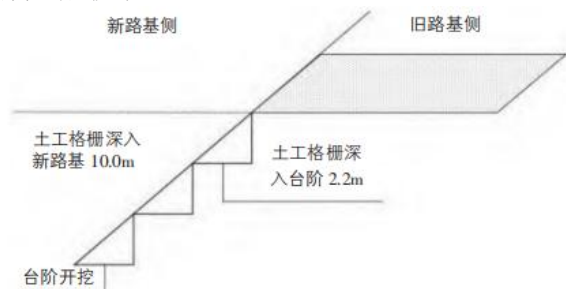 新路基侧
旧路基侧
土工格栅深入
新路基 10.0m
土工格栅深
入台阶 2.2m
台阶开挖